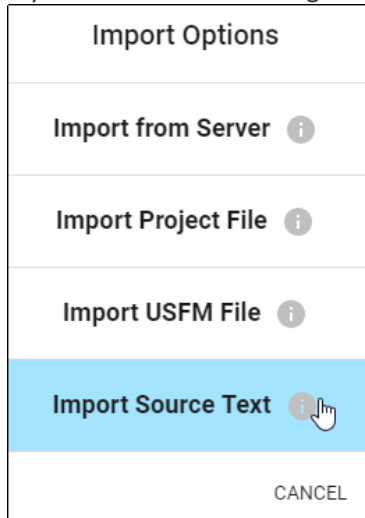 Import Options
Import from Server
Import Project File
Import USFM File
Import Source Text
CANCEL